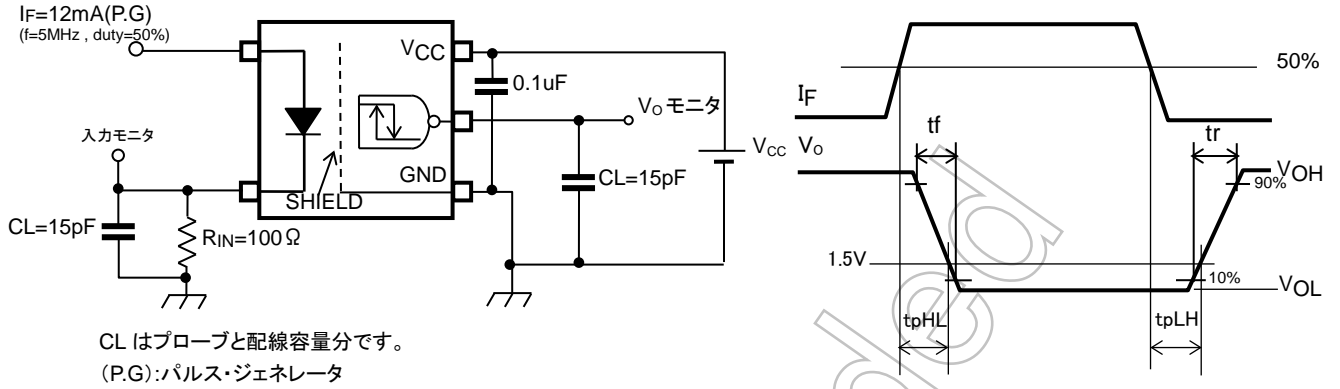 IF=12mA(P.G)
(f=5MHz , duty=50%)
入力モニタ
CL=15pF
RIN=100Ω
SHIELD
VCC
GND
0.1uF
VO モニタ
CL=15pF
VCC
CL はプローブと配線容量分です。
(P.G):パルス・ジェネレータ
IF
50%
tf
tr
VO
VOH
90%
1.5V
10%
VOL
tpHL
tpLH
ded